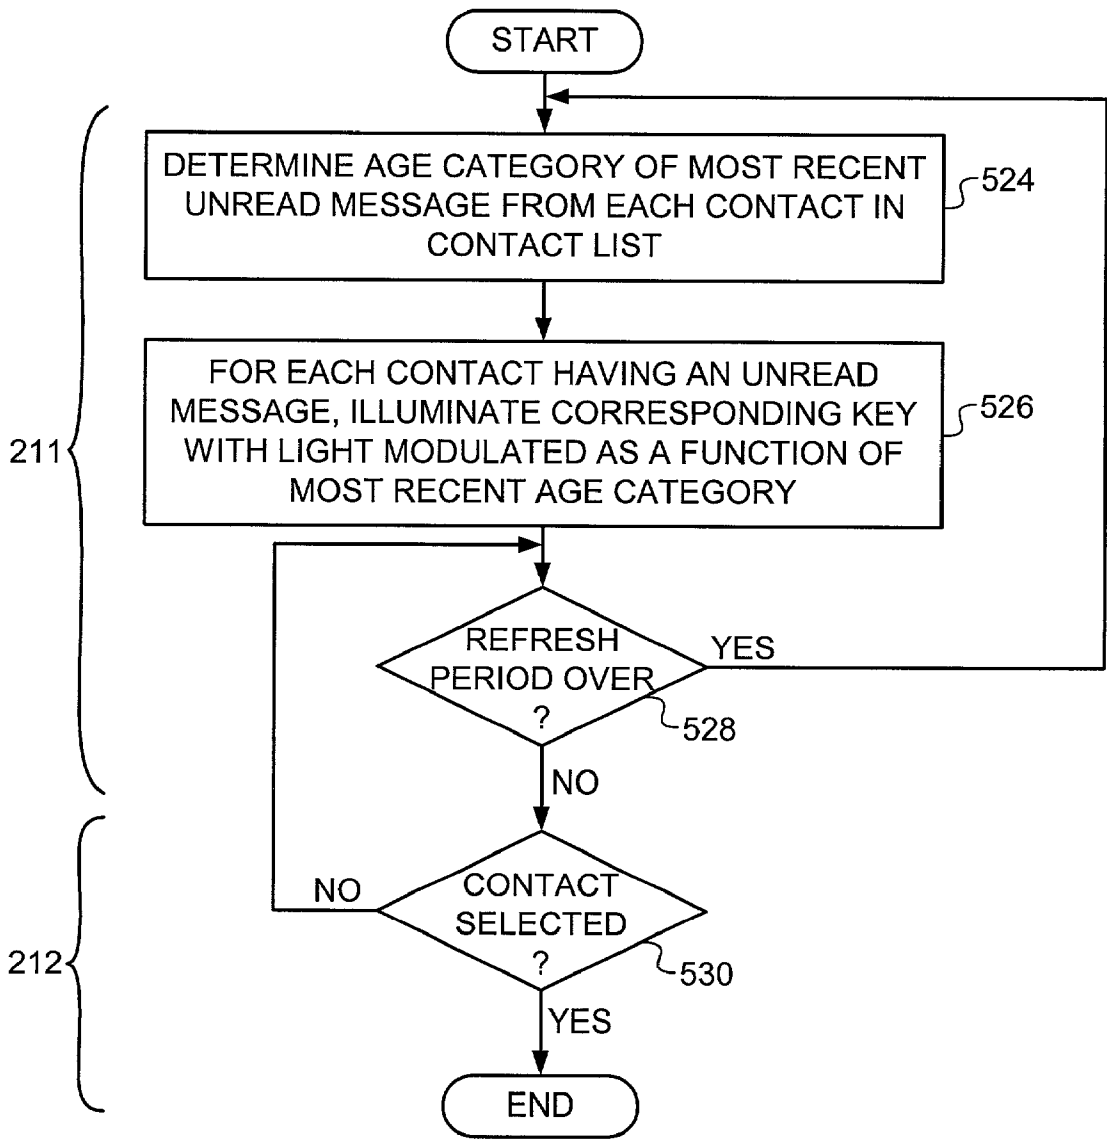 START
DETERMINE AGE CATEGORY OF MOST RECENT
UNREAD MESSAGE FROM EACH CONTACT IN
CONTACT LIST
524
FOR EACH CONTACT HAVING AN UNREAD
MESSAGE, ILLUMINATE CORRESPONDING KEY
WITH LIGHT MODULATED AS A FUNCTION OF
MOST RECENT AGE CATEGORY
526
211
REFRESH
PERIOD OVER
?
YES
528
NO
CONTACT
SELECTED
?
NO
530
212
YES
END